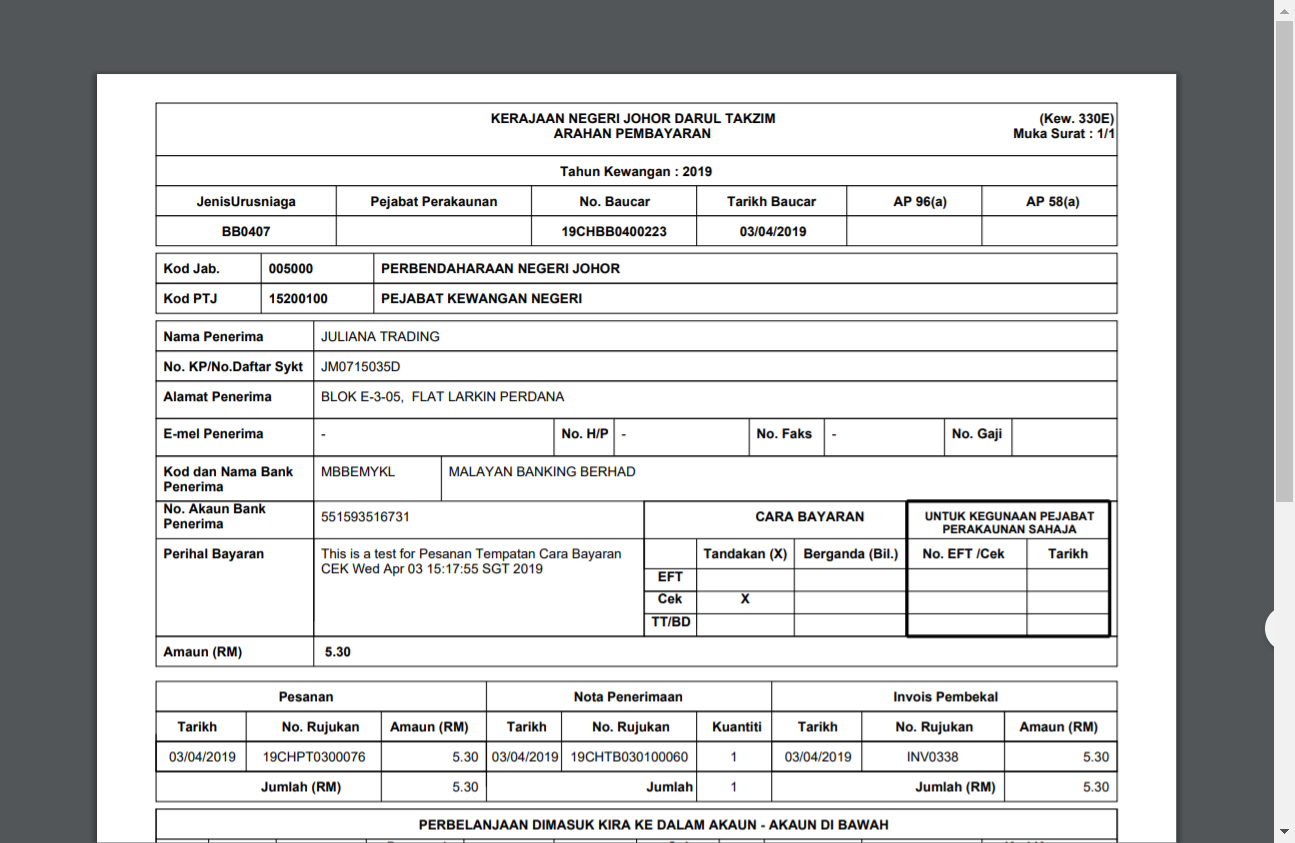 KERAJAAN NEGERI JOHOR DARUL TAKZIM (Kew. 330E)
ARAHAN PEMBAYARAN Muka Surat : 1/1
Tahun Kewangan : 2019
JenisUrusniaga Pejabat Perakaunan No. Baucar Tarikh Baucar AP 96(a) AP 58(a)
BB0407 19CHBB0400223 03/04/2019
Kod Jab. 005000 PERBENDAHARAAN NEGERI JOHOR
Kod PTJ 15200100 PEJABAT KEWANGAN NEGERI
Nama Penerima JULIANA TRADING
No. KP/No.Daftar Sykt JM0715035D
Alamat Penerima BLOK E-3-05, FLAT LARKIN PERDANA
E-mel Penerima - No. H/P - No. Faks - No. Gaji
Kod dan Nama Bank MBBEMYKL MALAYAN BANKING BERHAD
Penerima
No. Akaun Bank
Penerima
551593516731
CARA BAYARAN
UNTUK KEGUNAAN PEJABAT
PERAKAUNAN SAHAJA
Perihal Bayaran
This is a test for Pesanan Tempatan Cara Bayaran
CEK Wed Apr 03 15:17:55 SGT 2019
Tandakan (X) Berganda (Bil.) No. EFT /Cek Tarikh
EFT
Cek X
TT/BD
Amaun (RM) 5.30
Pesanan Nota Penerimaan Invois Pembekal
Tarikh No. Rujukan Amaun (RM) Tarikh No. Rujukan Kuantiti Tarikh No. Rujukan Amaun (RM)
03/04/2019 19CHPT0300076 5.30 03/04/2019 19CHTB030100060 1 03/04/2019 INV0338 5.30
Jumlah (RM) 5.30 Jumlah 1 Jumlah (RM) 5.30
PERBELANJAAN DIMASUK KIRA KE DALAM AKAUN - AKAUN DI BAWAH